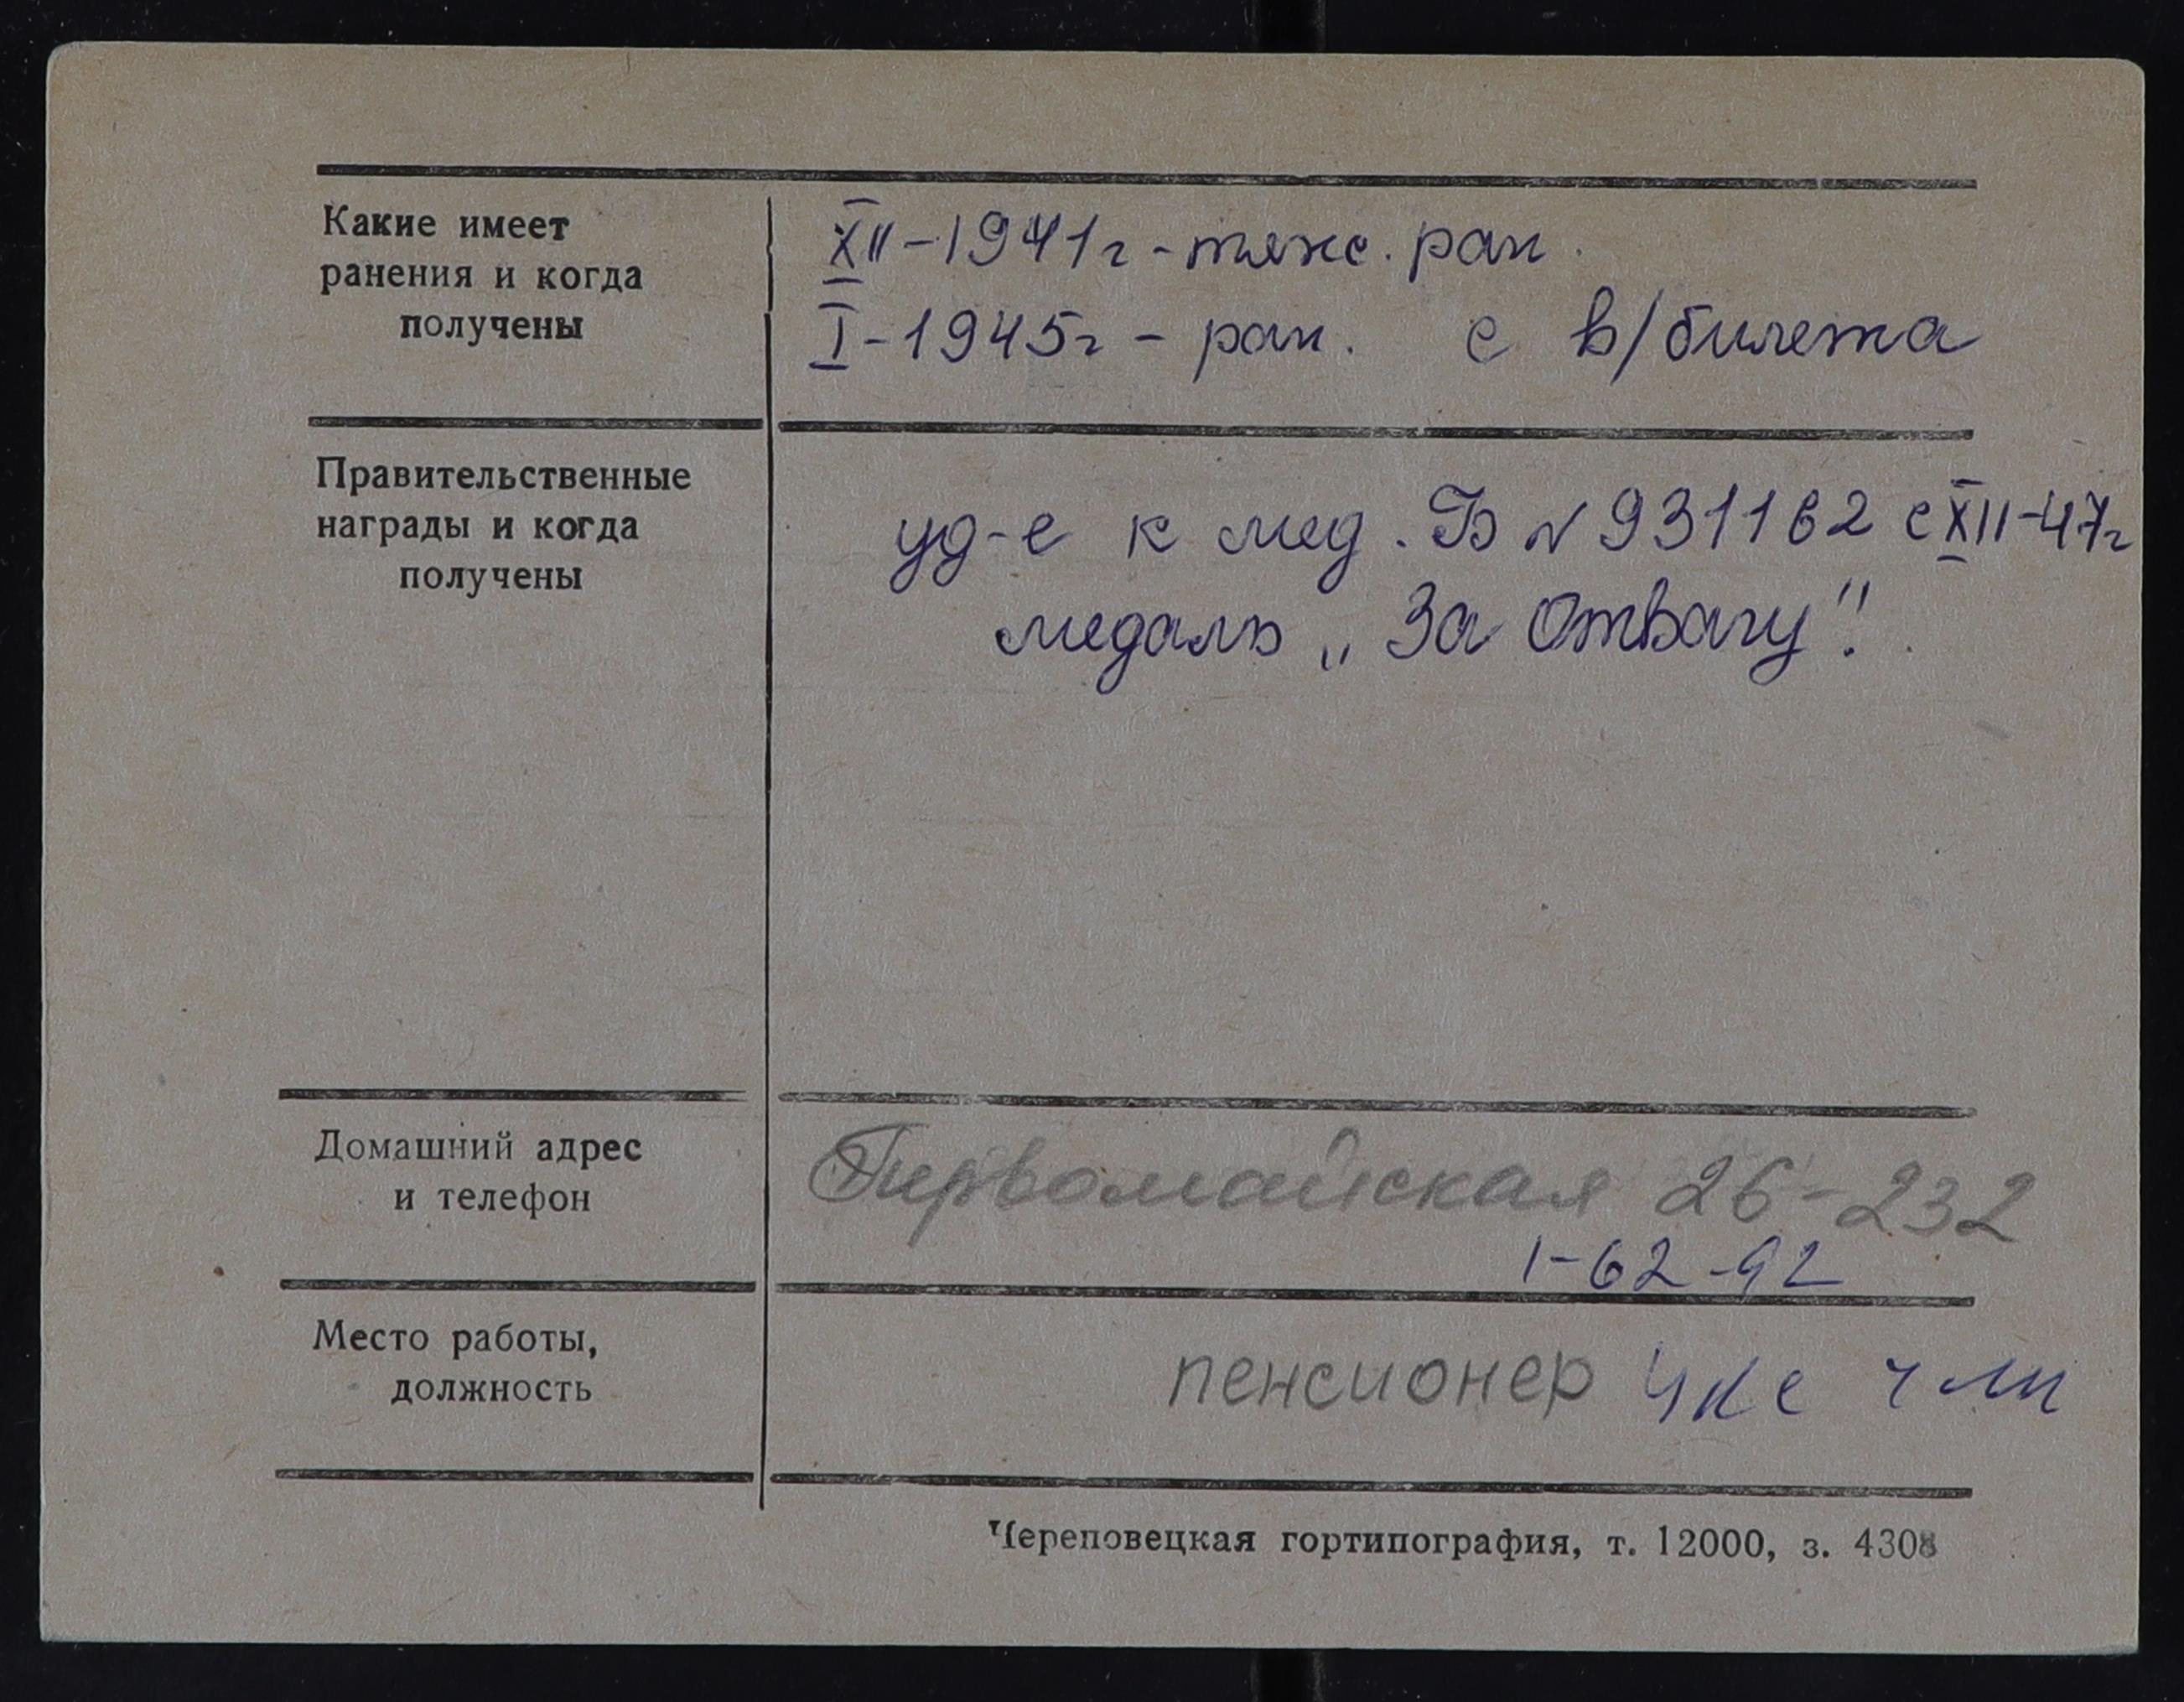 Какие имеет
ранения и когда
получены
XII-1941г - тяж. ран.
I-1945г - ран. с в/билета
Правительственные
награды и когда
получены
уд-е к мед. Б № 931162 с XII-47г
медаль „За Отвагу".
Домашний адрес
и телефон
Первомайская 26-232
1-62-92
Место работы,
должность
пенсионер
Череповецкая гортипография, т. 12000, з. 4308